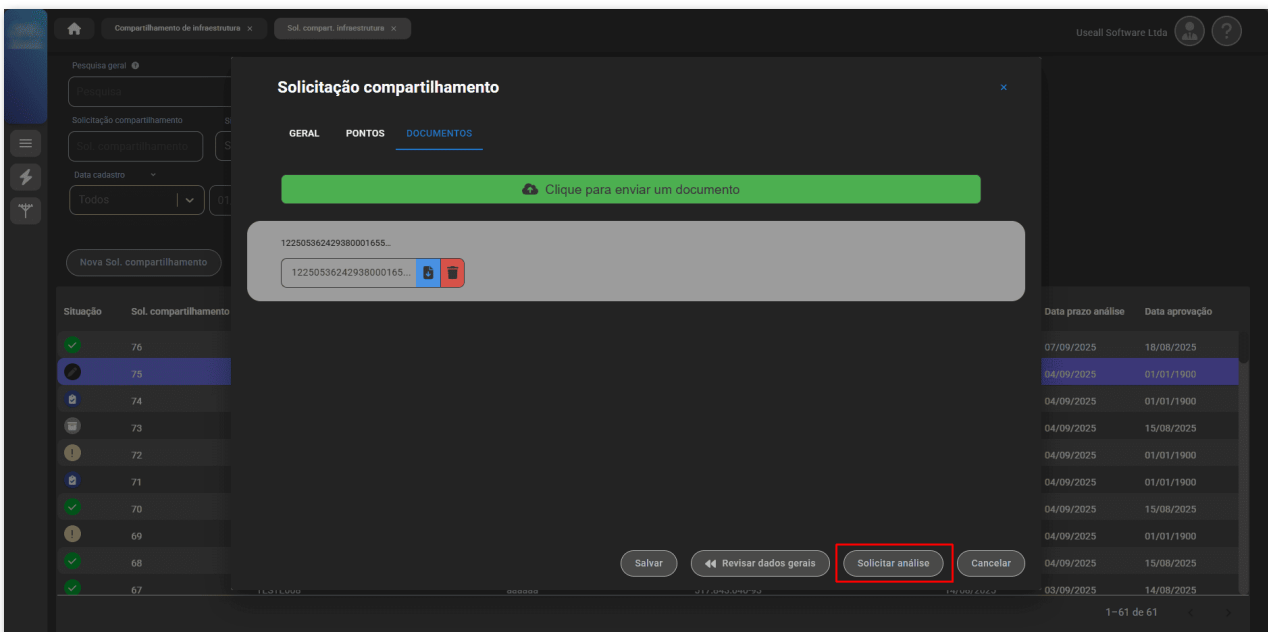 Compartilhamento de infraestrutura ×
Sol. compart. infraestrutura ×
Useall Software Ltda
?
Pesquisa geral
Pesquisa
Solicitação compartilhamento
Sol. compartilhamento
Data cadastro
Todos
01
Nova Sol. compartilhamento
Solicitação compartilhamento
×
GERAL PONTOS DOCUMENTOS
Clique para enviar um documento
122505362429380001655...
12250536242938000165...
Salvar Revisar dados gerais Solicitar análise Cancelar
Situação Sol. compartilhamento Data prazo análise Data aprovação
76 07/09/2025 18/08/2025
75 04/09/2025 01/01/1900
74 04/09/2025 01/01/1900
73 04/09/2025 15/08/2025
72 04/09/2025 01/01/1900
71 04/09/2025 01/01/1900
70 04/09/2025 15/08/2025
69 04/09/2025 01/01/1900
68 04/09/2025 15/08/2025
67 03/09/2025 14/08/2025
1–61 de 61